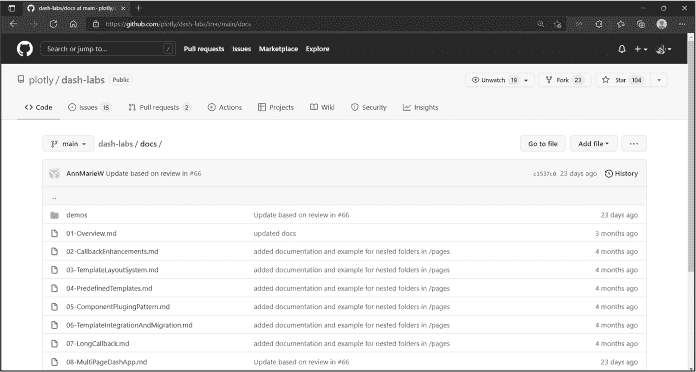 dash-labs/docs at main · plotly/
https://github.com/plotly/dash-labs/tree/main/docs
Search or jump to... / Pull requests Issues Marketplace Explore
plotly / dash-labs Public Unwatch 19 Fork 23 Star 104
Code Issues 15 Pull requests 2 Actions Projects Wiki Security Insights
main dash-labs / docs / Go to file Add file ...
AnnMarieW Update based on review in #66 c3537c0 23 days ago History
..
demos Update based on review in #66 23 days ago
01-Overview.md updated docs 3 months ago
02-CallbackEnhancements.md added documentation and example for nested folders in /pages 4 months ago
03-TemplateLayoutSystem.md added documentation and example for nested folders in /pages 4 months ago
04-PredefinedTemplates.md added documentation and example for nested folders in /pages 4 months ago
05-ComponentPlugingPattern.md added documentation and example for nested folders in /pages 4 months ago
06-TemplateIntegrationAndMigration.md added documentation and example for nested folders in /pages 4 months ago
07-LongCallback.md added documentation and example for nested folders in /pages 4 months ago
08-MultiPageDashApp.md Update based on review in #66 23 days ago